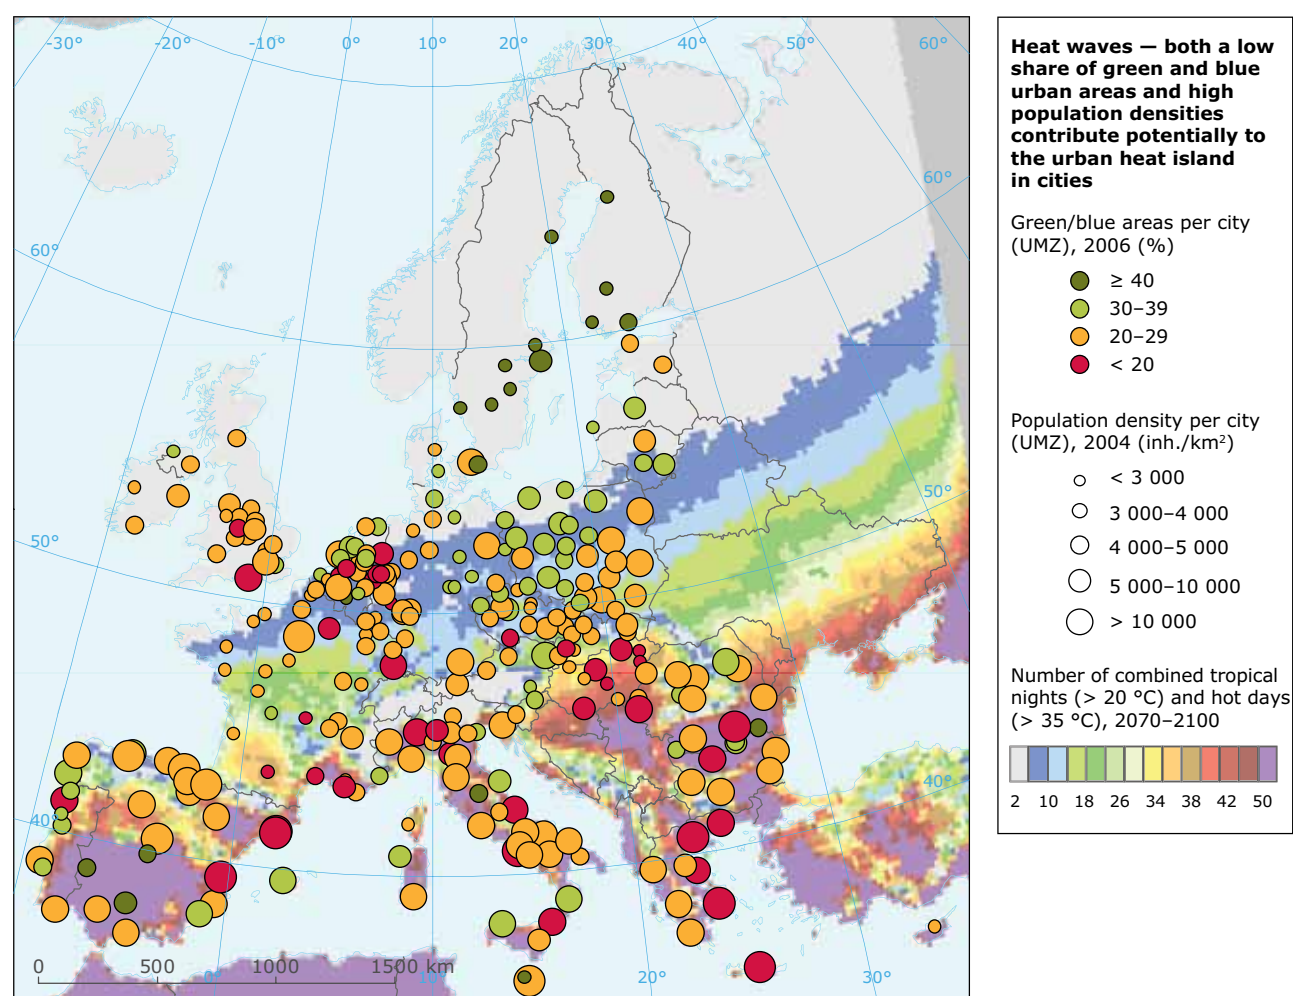 -30°
-20°
-10°
0°
10°
20°
30°
40°
50°
60°
60°
60°
50°
50°
40°
40°
0
500
1000
1500 km
0°
10°
20°
30°
Heat waves — both a low
share of green and blue
urban areas and high
population densities
contribute potentially to
the urban heat island
in cities
Green/blue areas per city
(UMZ), 2006 (%)
≥ 40
30–39
20–29
< 20
Population density per city
(UMZ), 2004 (inh./km²)
< 3 000
3 000–4 000
4 000–5 000
5 000–10 000
> 10 000
Number of combined tropical
nights (> 20 °C) and hot days
(> 35 °C), 2070–2100
2 10 18 26 34 38 42 50